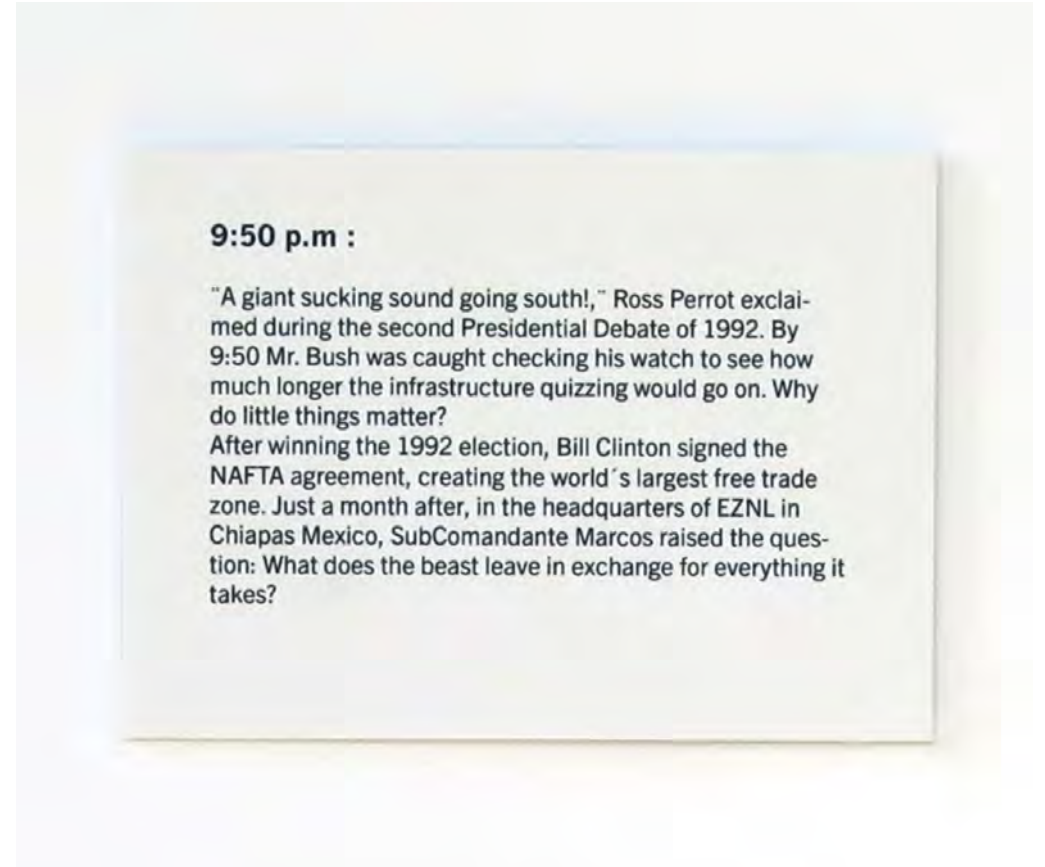 9:50 p.m :
¨A giant sucking sound going south!,¨ Ross Perrot exclai-
med during the second Presidential Debate of 1992. By
9:50 Mr. Bush was caught checking his watch to see how
much longer the infrastructure quizzing would go on. Why
do little things matter?
After winning the 1992 election, Bill Clinton signed the
NAFTA agreement, creating the world´s largest free trade
zone. Just a month after, in the headquarters of EZNL in
Chiapas Mexico, SubComandante Marcos raised the ques-
tion: What does the beast leave in exchange for everything it
takes?